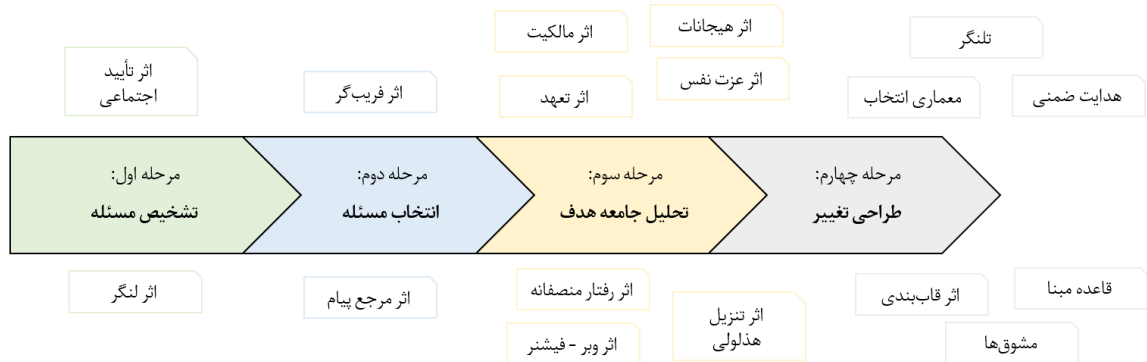 اثر تأیید
اجتماعی
اثر فریب‌گر
اثر مالکیت
اثر هیجانات
اثر تعهد
اثر عزت نفس
تلنگر
معماری انتخاب
هدایت ضمنی
مرحله اول:
تشخیص مسئله
مرحله دوم:
انتخاب مسئله
مرحله سوم:
تحلیل جامعه هدف
مرحله چهارم:
طراحی تغییر
اثر لنگر
اثر مرجع پیام
اثر رفتار منصفانه
اثر وبر - فیشنر
اثر تنزیل
هذلولی
اثر قاب‌بندی
قاعده مبنا
مشوق‌ها